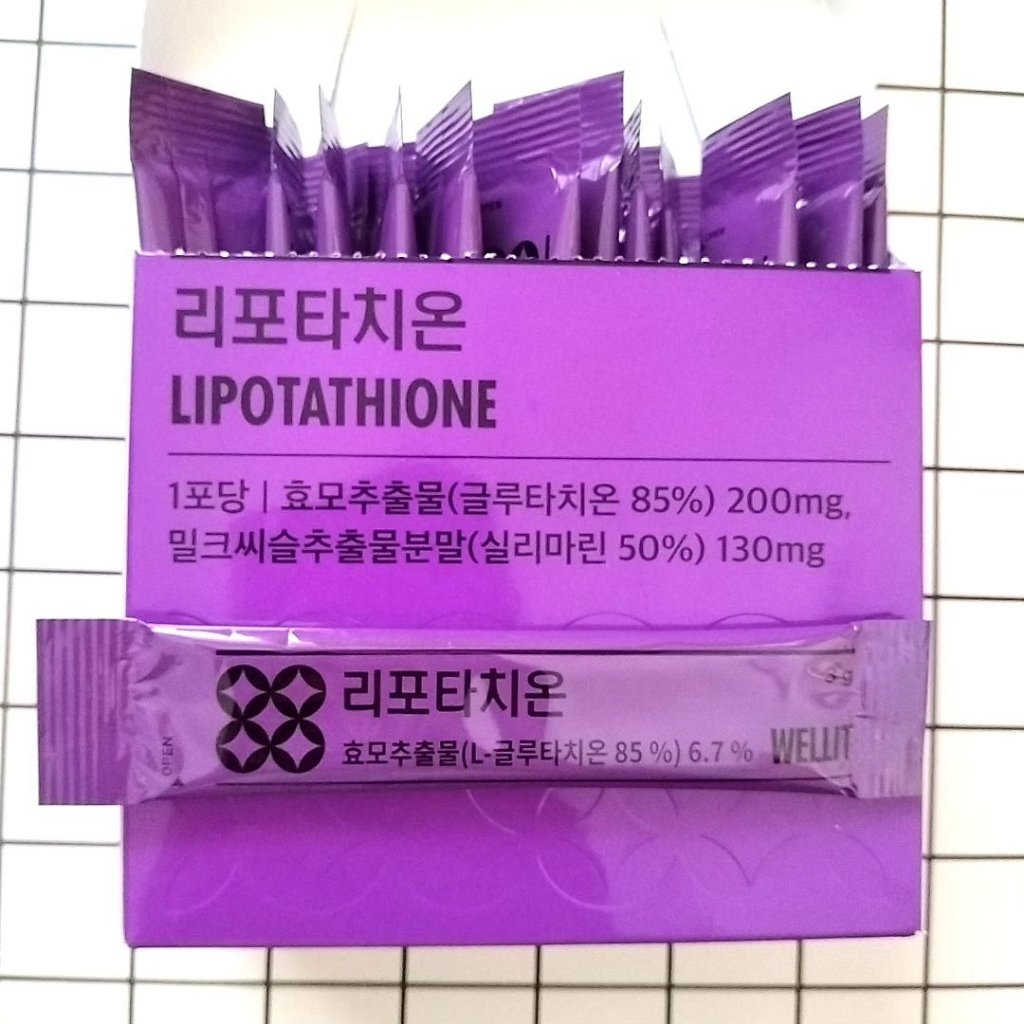 리포타치온
LIPOTATHIONE
1포당 | 효모추출물(글루타치온 85%) 200mg,
밀크씨슬추출물분말(실리마린 50%) 130mg
OPEN
리포타치온
효모추출물(L-글루타치온 85 %) 6.7 %
WELLIT